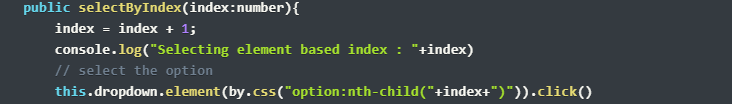 public selectByIndex(index:number){
index = index + 1;
console.log("Selecting element based index : "+index)
// select the option
this.dropdown.element(by.css("option:nth-child("+index+")")).click()